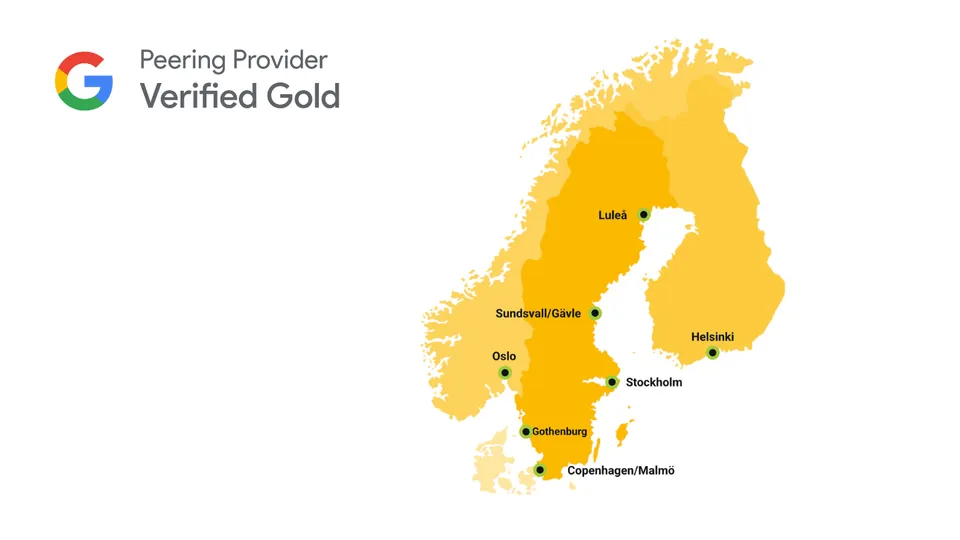 Peering Provider
Verified Gold
Luleå
Sundsvall/Gävle
Helsinki
Oslo
Stockholm
Gothenburg
Copenhagen/Malmö